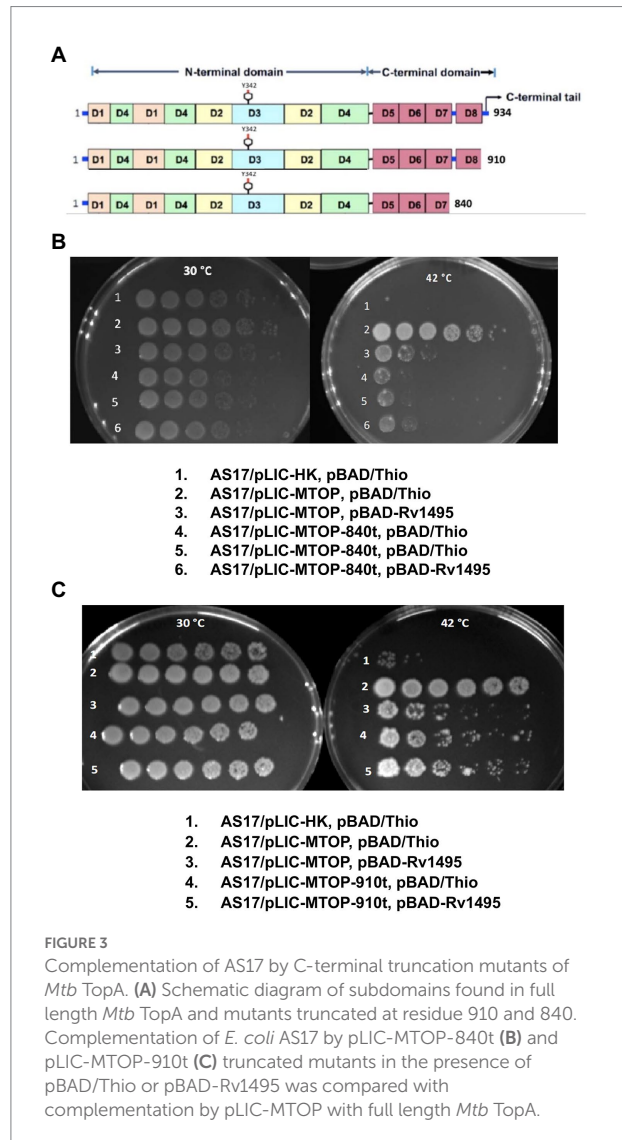 A
N-terminal domain
C-terminal domain
Y342
C-terminal tail
1 D1 D4 D1 D4 D2 D3 D2 D4 D5 D6 D7 D8 934
Y342
1 D1 D4 D1 D4 D2 D3 D2 D4 D5 D6 D7 D8 910
Y342
1 D1 D4 D1 D4 D2 D3 D2 D4 D5 D6 D7 840
B
30 °C
1
2
3
4
5
6
42 °C
1
2
3
4
5
6
1. AS17/pLIC-HK, pBAD/Thio
2. AS17/pLIC-MTOP, pBAD/Thio
3. AS17/pLIC-MTOP, pBAD-Rv1495
4. AS17/pLIC-MTOP-840t, pBAD/Thio
5. AS17/pLIC-MTOP-840t, pBAD/Thio
6. AS17/pLIC-MTOP-840t, pBAD-Rv1495
C
30 °C
1
2
3
4
5
42 °C
1
2
3
4
5
1. AS17/pLIC-HK, pBAD/Thio
2. AS17/pLIC-MTOP, pBAD/Thio
3. AS17/pLIC-MTOP, pBAD-Rv1495
4. AS17/pLIC-MTOP-910t, pBAD/Thio
5. AS17/pLIC-MTOP-910t, pBAD-Rv1495
FIGURE 3
Complementation of AS17 by C-terminal truncation mutants of
Mtb TopA. (A) Schematic diagram of subdomains found in full
length Mtb TopA and mutants truncated at residue 910 and 840.
Complementation of E. coli AS17 by pLIC-MTOP-840t (B) and
pLIC-MTOP-910t (C) truncated mutants in the presence of
pBAD/Thio or pBAD-Rv1495 was compared with
complementation by pLIC-MTOP with full length Mtb TopA.